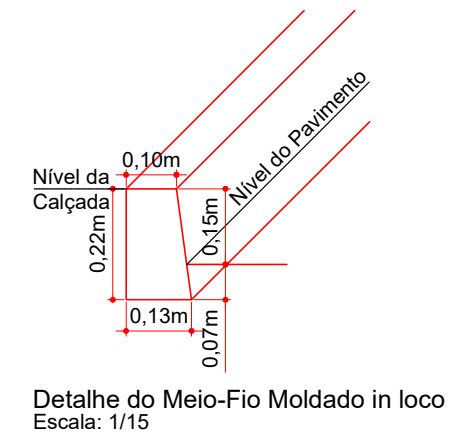 0,10m
Nível da
Calçada
Nível do Pavimento
0,15m
0,22m
0,13m
0,07m
Detalhe do Meio-Fio Moldado in loco
Escala: 1/15